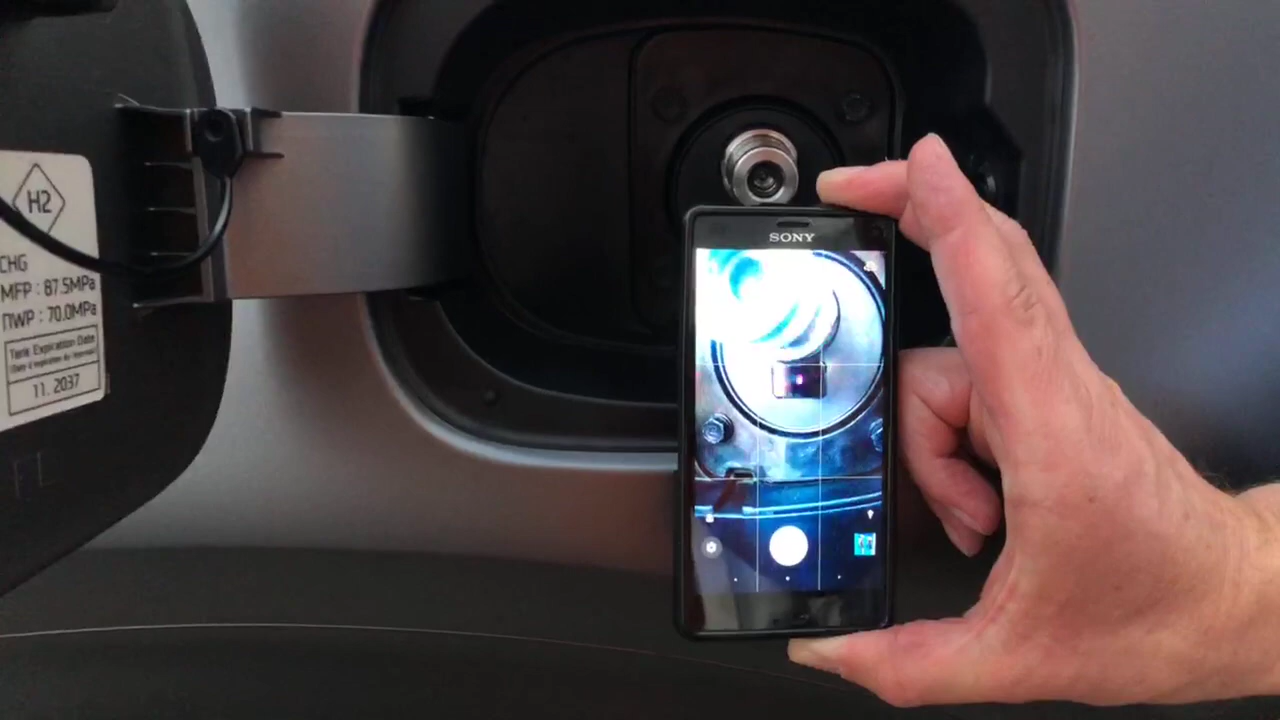 H2
CHG
MFP : 87.5MPa
NWP : 70.0MPa
Tank Expiration Date
11. 2037
SONY